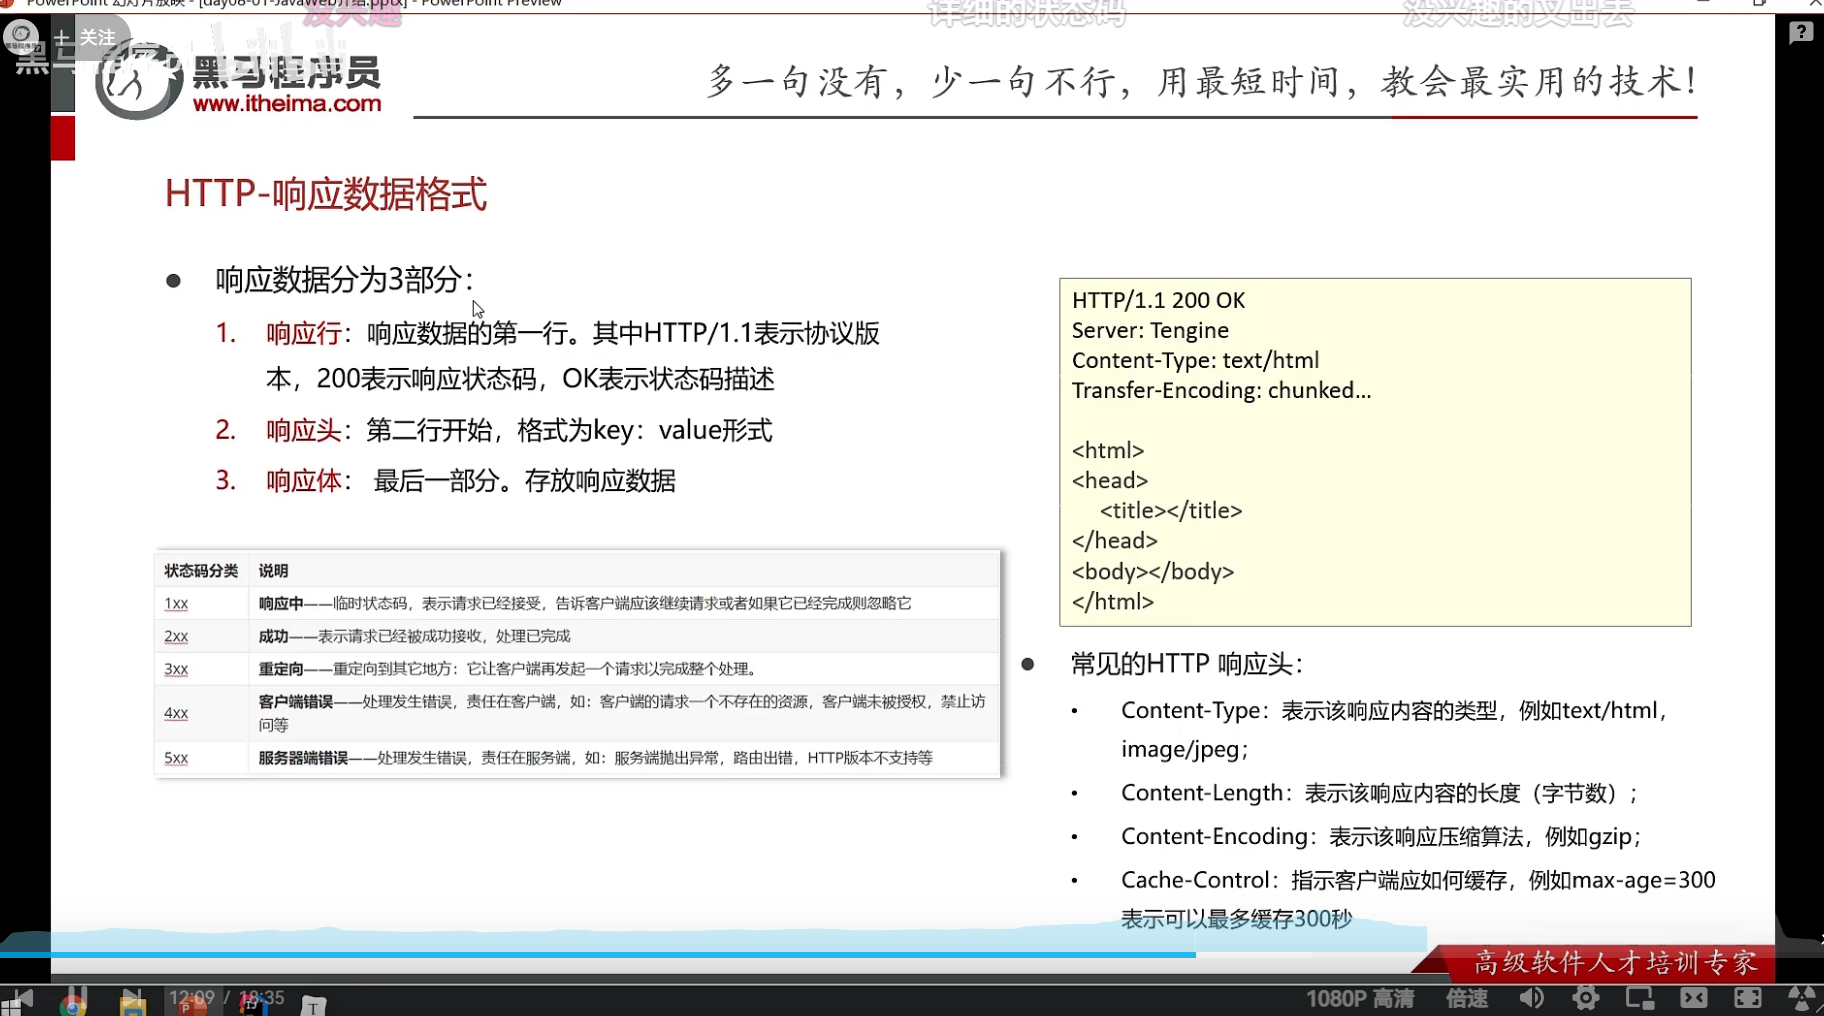 PowerPoint 幻灯片放映 - [day08-01-JavaWeb介绍.pptx] - PowerPoint Preview
没兴趣
详细的状态码
没兴趣的又出去
+ 关注
黑马程序员
www.itheima.com
多一句没有，少一句不行，用最短时间，教会最实用的技术！
HTTP-响应数据格式
● 响应数据分为3部分：
1. 响应行：响应数据的第一行。其中HTTP/1.1表示协议版
本，200表示响应状态码，OK表示状态码描述
2. 响应头：第二行开始，格式为key：value形式
3. 响应体： 最后一部分。存放响应数据
状态码分类 说明
1xx 响应中——临时状态码，表示请求已经接受，告诉客户端应该继续请求或者如果它已经完成则忽略它
2xx 成功——表示请求已经被成功接收，处理已完成
3xx 重定向——重定向到其它地方：它让客户端再发起一个请求以完成整个处理。
4xx 客户端错误——处理发生错误，责任在客户端，如：客户端的请求一个不存在的资源，客户端未被授权，禁止访
问等
5xx 服务器端错误——处理发生错误，责任在服务端，如：服务端抛出异常，路由出错，HTTP版本不支持等
HTTP/1.1 200 OK
Server: Tengine
Content-Type: text/html
Transfer-Encoding: chunked...
<html>
<head>
<title></title>
</head>
<body></body>
</html>
● 常见的HTTP 响应头：
• Content-Type：表示该响应内容的类型，例如text/html，
image/jpeg；
• Content-Length：表示该响应内容的长度（字节数）；
• Content-Encoding：表示该响应压缩算法，例如gzip；
• Cache-Control：指示客户端应如何缓存，例如max-age=300
表示可以最多缓存300秒
高级软件人才培训专家
12:09 / 18:35
1080P 高清
倍速